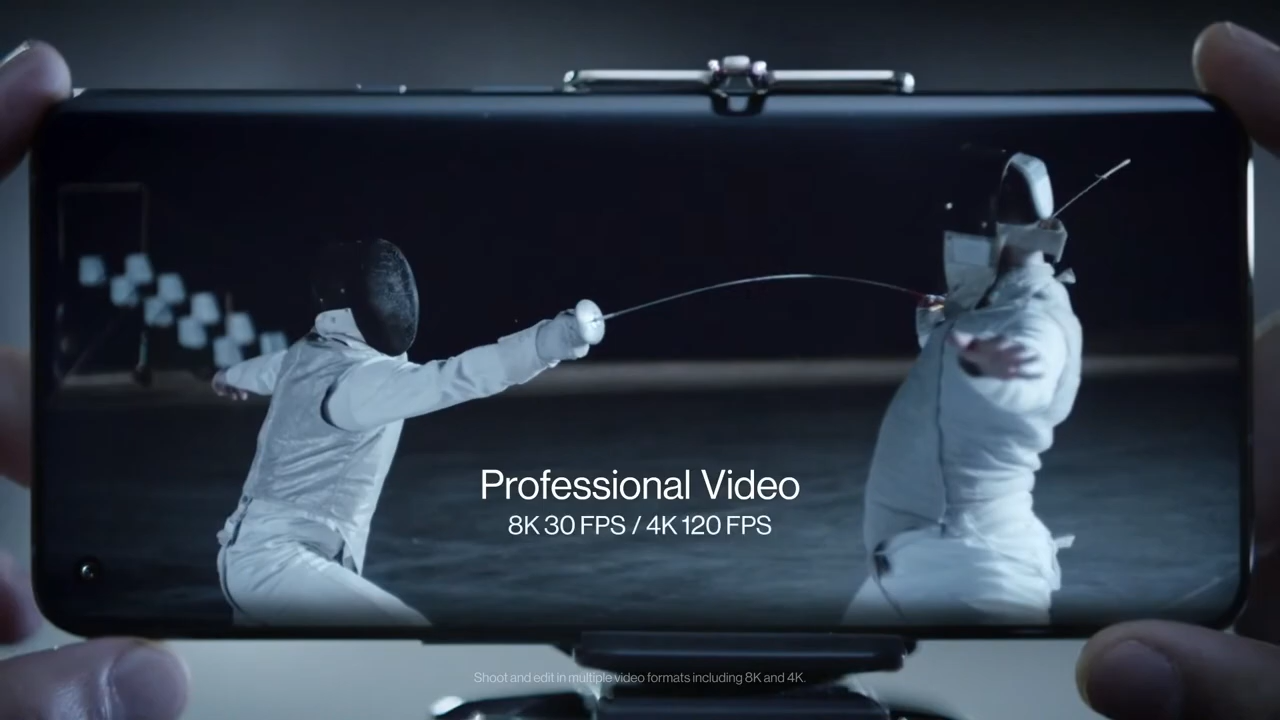 Professional Video
8K 30 FPS / 4K 120 FPS
Shoot and edit in multiple video formats including 8K and 4K.